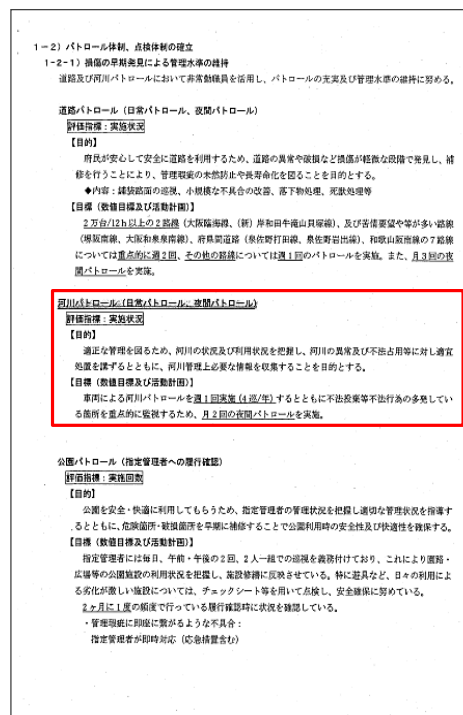 1－2）パトロール体制、点検体制の確立
1-2-1）損傷の早期発見による管理水準の維持
道路及び河川パトロールにおいて非常勤職員を活用し、パトロールの充実及び管理水準の維持に努める。
道路パトロール（日常パトロール、夜間パトロール）
評価指標：実施状況
【目的】
府民が安心して安全に道路を利用するため、道路の異常や破損など損傷が軽微な段階で発見し、補
修を行うことにより、管理瑕疵の未然防止や長寿命化を図ることを目的とする。
◆内容：舗装路面の巡視、小規模な不具合の改善、落下物処理、死獣処理等
【目標（数値目標及び活動計画）】
2万台/12h以上の2路線（大阪臨海線、（新）岸和田牛滝山貝塚線）、及び苦情要望や等が多い路線
（堺阪南線、大阪和泉泉南線）、府県間道路（泉佐野打田線、泉佐野岩出線）、和歌山阪南線の7路線
については重点的に週2回、その他の路線については週1回のパトロールを実施。また、月3回の夜
間パトロールを実施。
河川パトロール（日常パトロール、夜間パトロール）
評価指標：実施状況
【目的】
適正な管理を図るため、河川の状況及び利用状況を把握し、河川の異常及び不法占用等に対し適宜
処置を講ずるとともに、河川管理上必要な情報を収集することを目的とする。
【目標（数値目標及び活動計画）】
車両による河川パトロールを週1回実施（4巡/年）するとともに不法投棄等不法行為の多発してい
る箇所を重点的に監視するため、月2回の夜間パトロールを実施。
公園パトロール（指定管理者への履行確認）
評価指標：実施回数
【目的】
公園を安全・快適に利用してもらうため、指定管理者の管理状況を把握し適切な管理状況を指導す
るとともに、危険箇所・破損箇所を早期に補修することで公園利用時の安全性及び快適性を確保する。
【目標（数値目標及び活動計画）】
指定管理者には毎日、午前・午後の2回、2人一組での巡視を義務付けており、これにより園路・
広場等の公園施設の利用状況を把握し、施設修繕に反映させている。特に遊具など、日々の利用によ
る劣化が激しい施設については、チェックシート等を用いて点検し、安全確保に努めている。
2ヶ月に1度の頻度で行っている履行確認時に状況を確認している。
・管理瑕疵に即座に繋がるような不具合：
指定管理者が即時対応（応急措置含む）